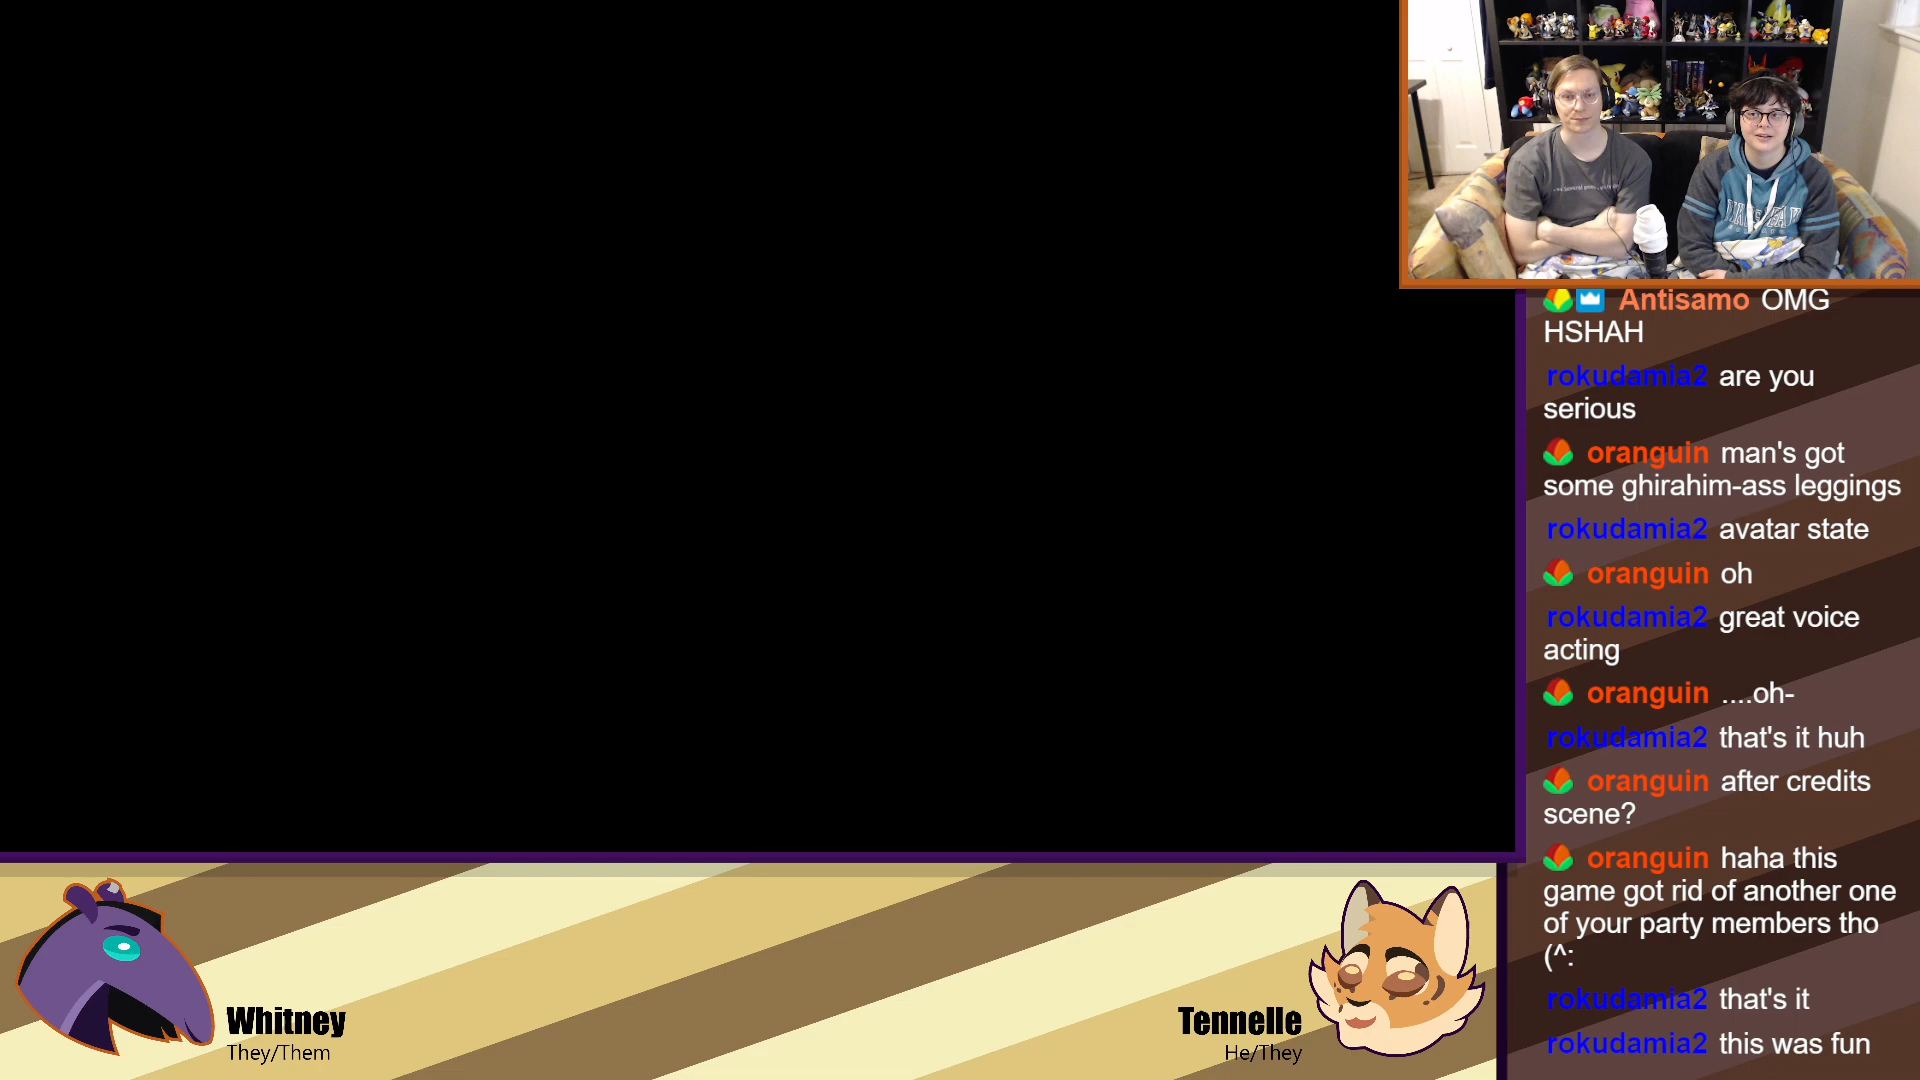 Antisamo OMG
HSHAH
rokudamia2 are you
serious
oranguin man's got
some ghirahim-ass leggings
rokudamia2 avatar state
oranguin oh
rokudamia2 great voice
acting
oranguin ....oh-
rokudamia2 that's it huh
oranguin after credits
scene?
oranguin haha this
game got rid of another one
of your party members tho
(^:
rokudamia2 that's it
rokudamia2 this was fun
Whitney
They/Them
Tennelle
He/They